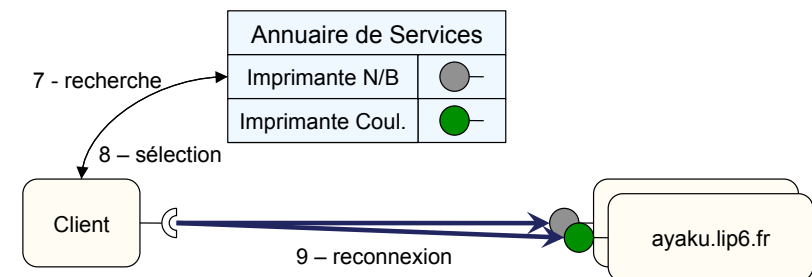 Annuaire de Services
Imprimante N/B
Imprimante Coul.
7 - recherche
8 – sélection
Client
9 – reconnexion
ayaku.lip6.fr